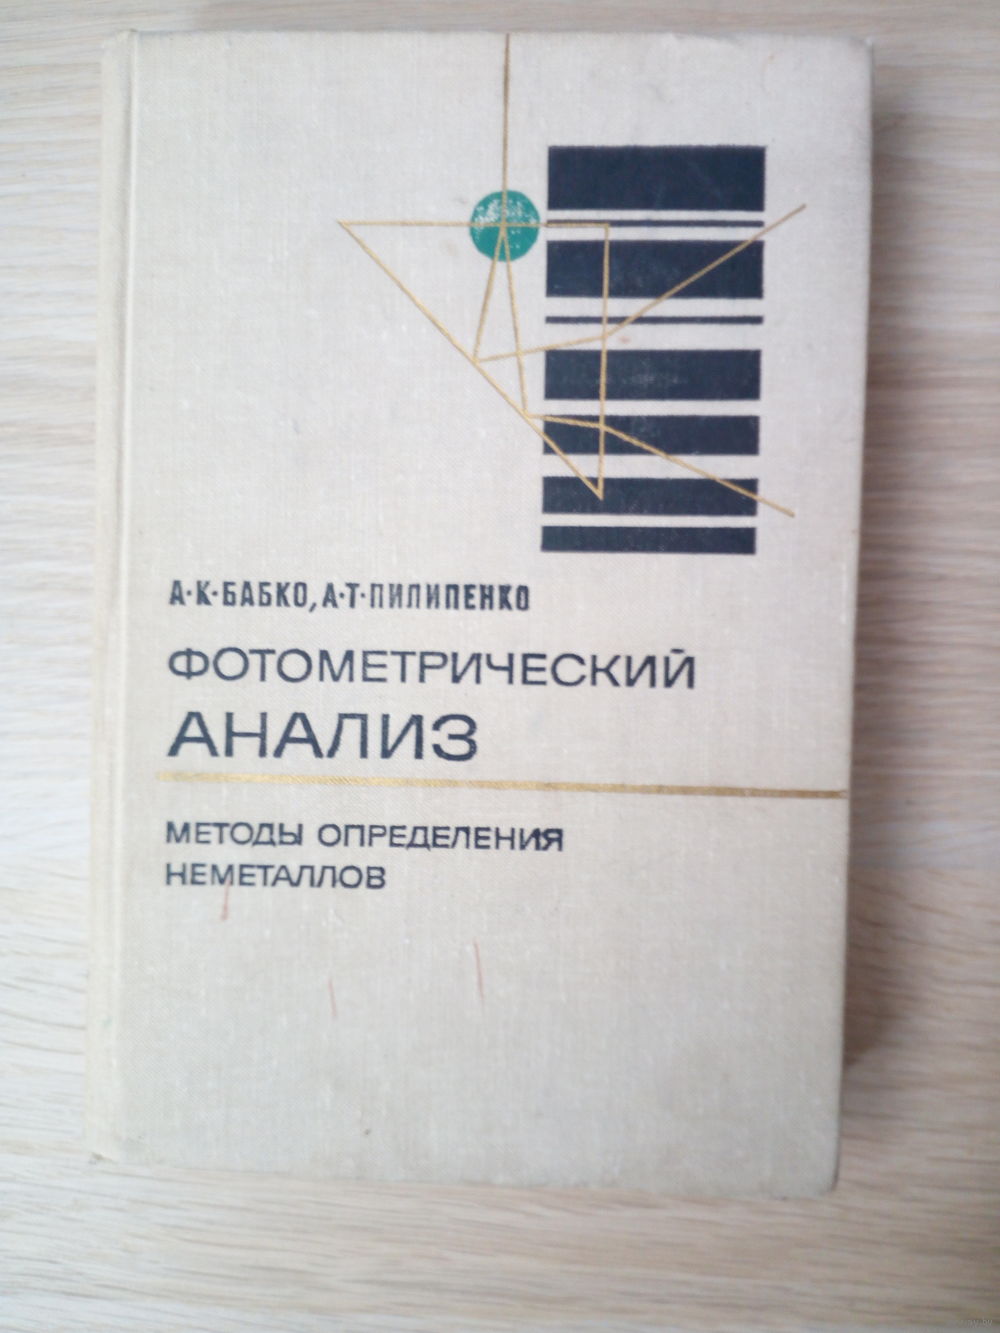 А·К·БАБКО, А·Т·ПИЛИПЕНКО
ФОТОМЕТРИЧЕСКИЙ
АНАЛИЗ
МЕТОДЫ ОПРЕДЕЛЕНИЯ
НЕМЕТАЛЛОВ